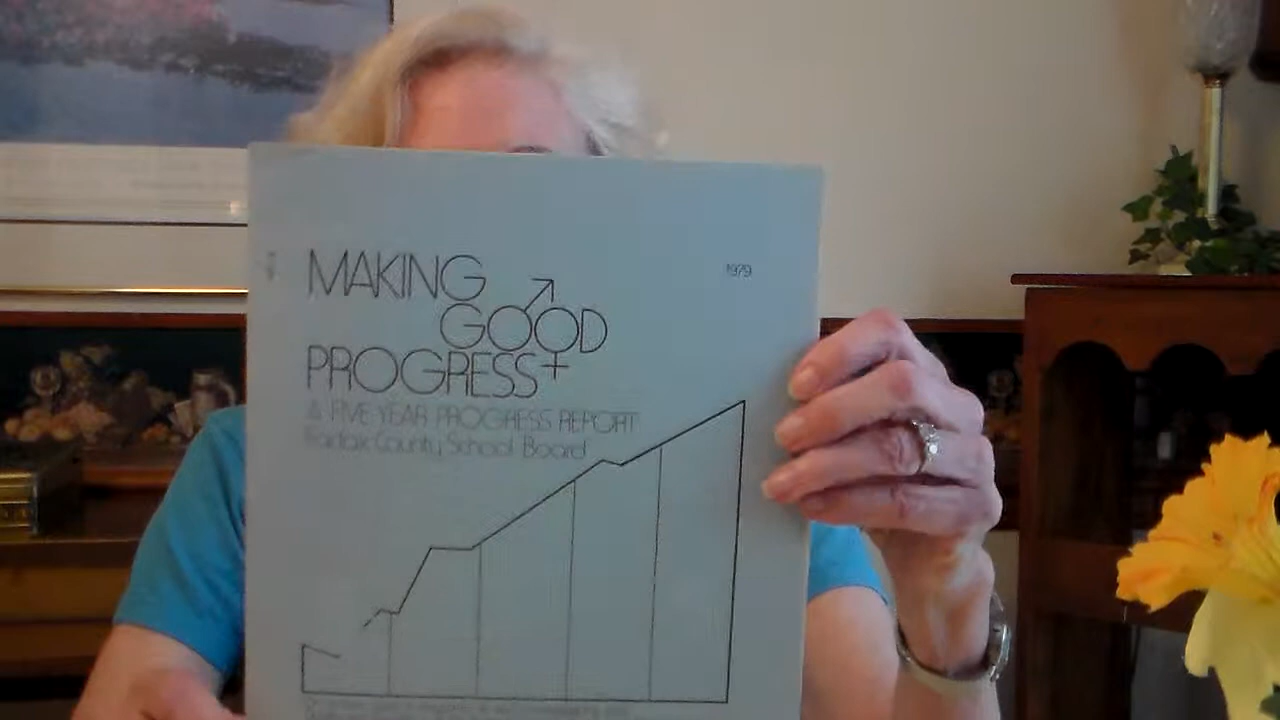 MAKING
1979
GOOD
PROGRESS
A FIVE YEAR PROGRESS REPORT
Fairfax County School Board